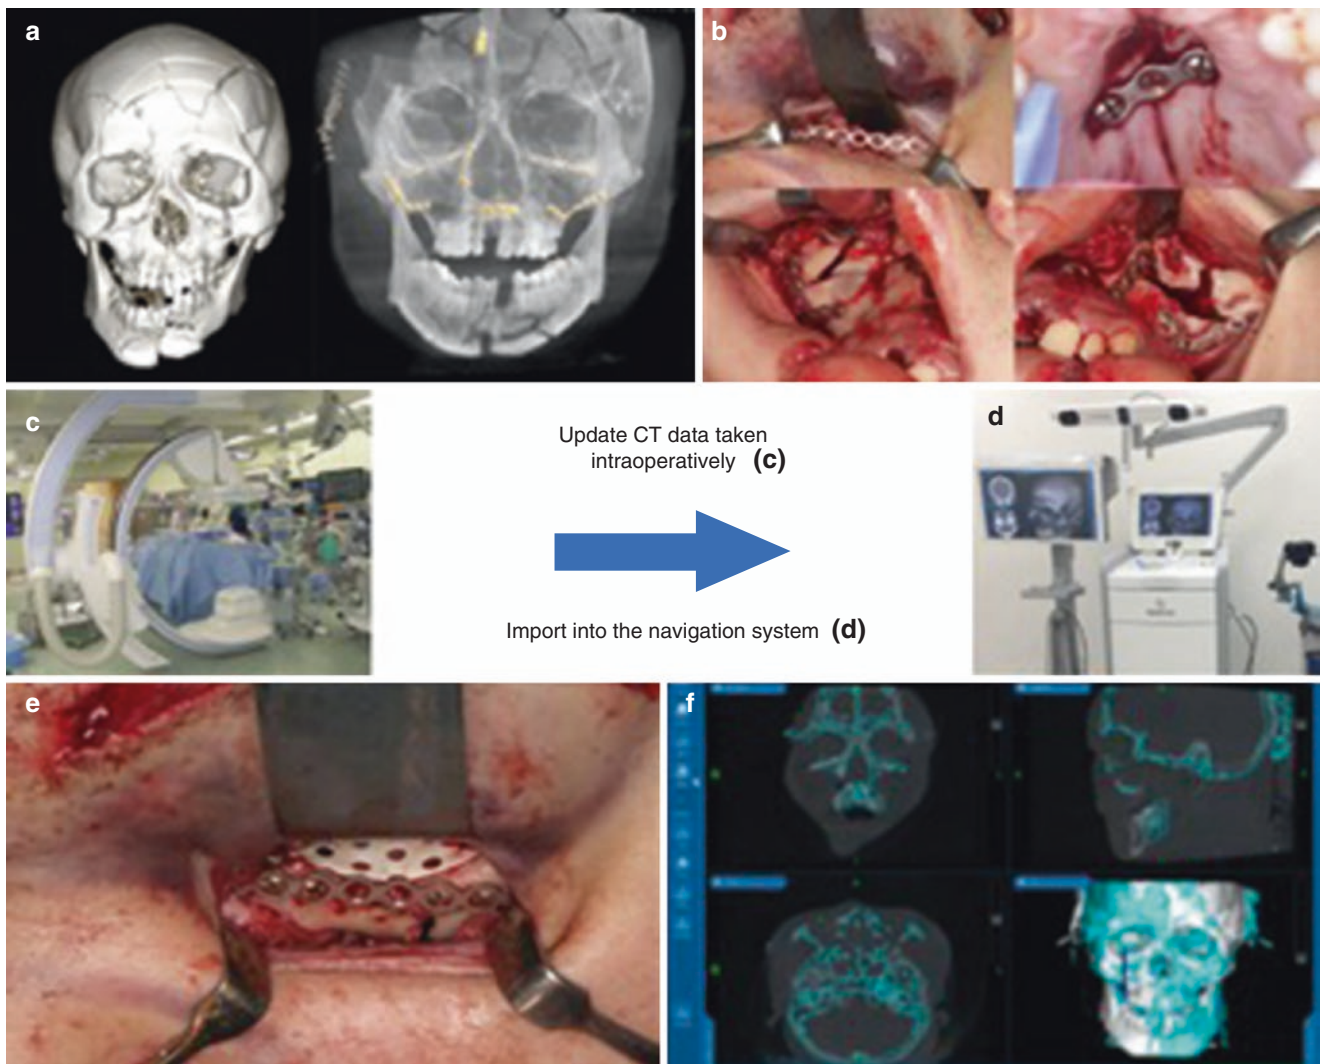 a
b
c
Update CT data taken
intraoperatively (c)
Import into the navigation system (d)
d
e
f